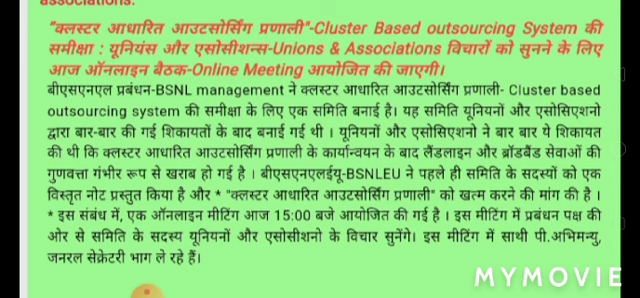 associations.
"क्लस्टर आधारित आउटसोर्सिंग प्रणाली"-Cluster Based outsourcing System की
समीक्षा : यूनियंस और एसोसीशन्स-Unions & Associations विचारों को सुनने के लिए
आज ऑनलाइन बैठक-Online Meeting आयोजित की जाएगी।
बीएसएनएल प्रबंधन-BSNL management ने क्लस्टर आधारित आउटसोर्सिंग प्रणाली- Cluster based
outsourcing system की समीक्षा के लिए एक समिति बनाई है। यह समिति यूनियनों और एसोसिएशनो
द्वारा बार-बार की गई शिकायतों के बाद बनाई गई थी । यूनियनों और एसोसिएशनो ने बार बार ये शिकायत
की थी कि क्लस्टर आधारित आउटसोर्सिंग प्रणाली के कार्यान्वयन के बाद लैंडलाइन और ब्रॉडबैंड सेवाओं की
गुणवत्ता गंभीर रूप से खराब हो गई है । बीएसएनएलईयू-BSNLEU ने पहले ही समिति के सदस्यों को एक
विस्तृत नोट प्रस्तुत किया है और * "क्लस्टर आधारित आउटसोर्सिंग प्रणाली" को खत्म करने की मांग की है ।
* इस संबंध में, एक ऑनलाइन मीटिंग आज 15:00 बजे आयोजित की गई है । इस मीटिंग में प्रबंधन पक्ष की
ओर से समिति के सदस्य यूनियनों और एसोसीशनो के विचार सुनेंगे। इस मीटिंग में साथी पी.अभिमन्यु,
जनरल सेक्रेटरी भाग ले रहे हैं।
MYMOVIE